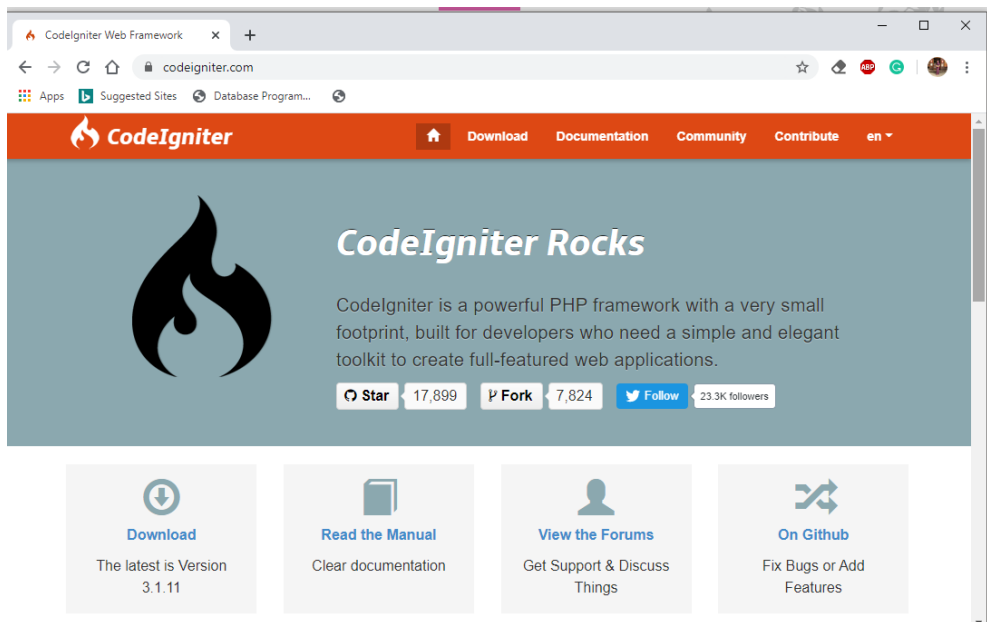 CodeIgniter Web Framework
codeigniter.com
ABP
G
Apps
b
Suggested Sites
Database Program...
CodeIgniter
Download
Documentation
Community
Contribute
en
CodeIgniter Rocks
CodeIgniter is a powerful PHP framework with a very small
footprint, built for developers who need a simple and elegant
toolkit to create full-featured web applications.
Star
17,899
Fork
7,824
Follow
23.3K followers
Download
The latest is Version
3.1.11
Read the Manual
Clear documentation
View the Forums
Get Support & Discuss
Things
On Github
Fix Bugs or Add
Features